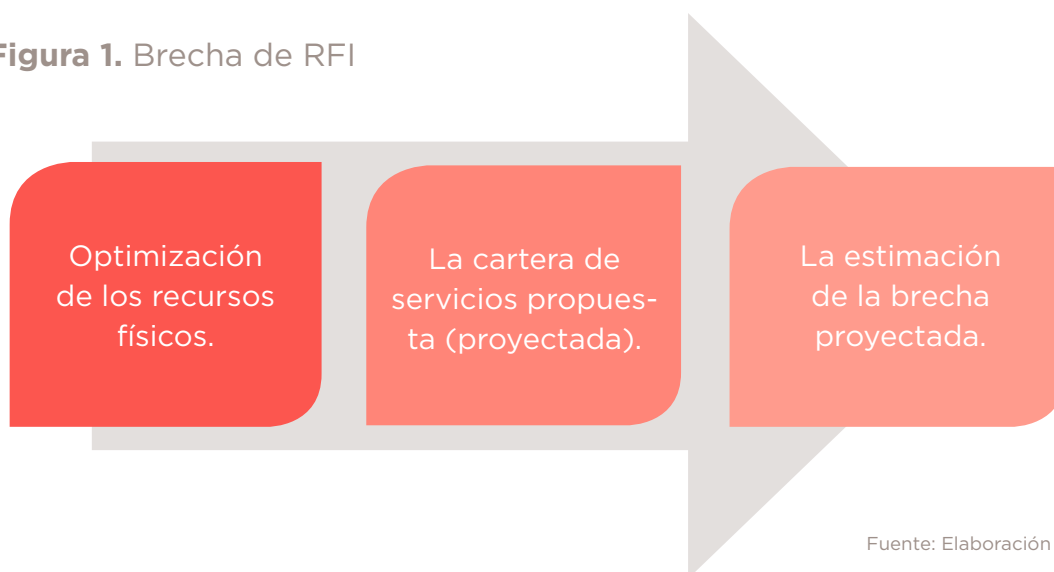 Figura 1. Brecha de RFI
Optimización
de los recursos
físicos.
La cartera de
servicios propues-
ta (proyectada).
La estimación
de la brecha
proyectada.
Fuente: Elaboración